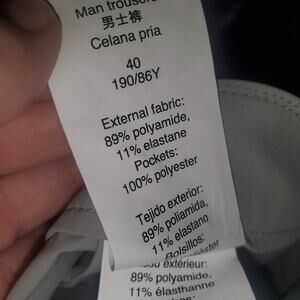 Man trousers
男士裤
Celana pria
40
190/86Y
External fabric:
89% polyamide,
11% elastane
Pockets:
100% polyester
Tejido exterior:
89% poliamida,
11% elastano
Bolsillos:
extérieur:
89% polyamide,
11% élasthanne